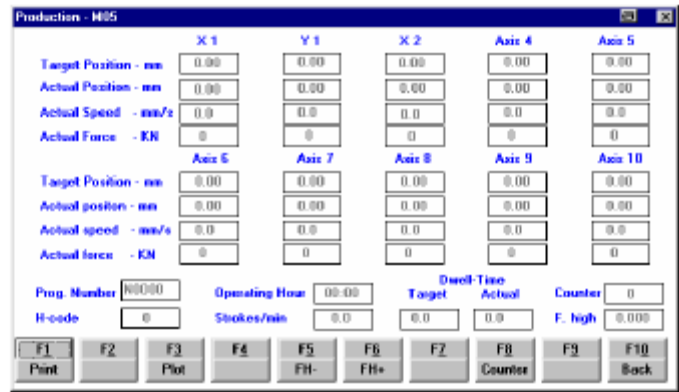 Production - M05
X 1 Y 1 X 2 Axis 4 Axis 5
Target Position - mm 0.00 0.00 0.00 0.00 0.00
Actual Position - mm 0.00 0.00 0.00 0.00 0.00
Actual Speed - mm/s 0.0 0.0 0.0 0.0 0.0
Actual Force - KN 0 0 0 0 0
Axis 6 Axis 7 Axis 8 Axis 9 Axis 10
Target Position - mm 0.00 0.00 0.00 0.00 0.00
Actual positon - mm 0.00 0.00 0.00 0.00 0.00
Actual speed - mm/s 0.0 0.0 0.0 0.0 0.0
Actual force - KN 0 0 0 0 0
Dwell-Time
Prog. Number N0000 Operating Hour 00:00 Target Actual Counter 0
H-code 0 Strokes/min 0.0 0.0 0.0 F. high 0.000
F1 F2 F3 F4 F5 F6 F7 F8 F9 F10
Print Plot FH- FH+ Counter Back